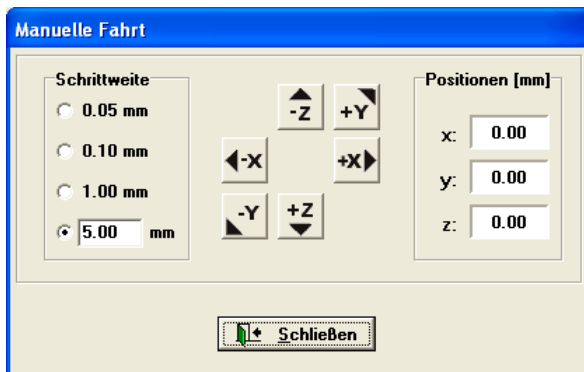 Manuelle Fahrt
Schrittweite
0.05 mm
0.10 mm
1.00 mm
5.00 mm
-Z
+Y
-X
+X
-Y
+Z
Positionen [mm]
x: 0.00
y: 0.00
z: 0.00
Schließen